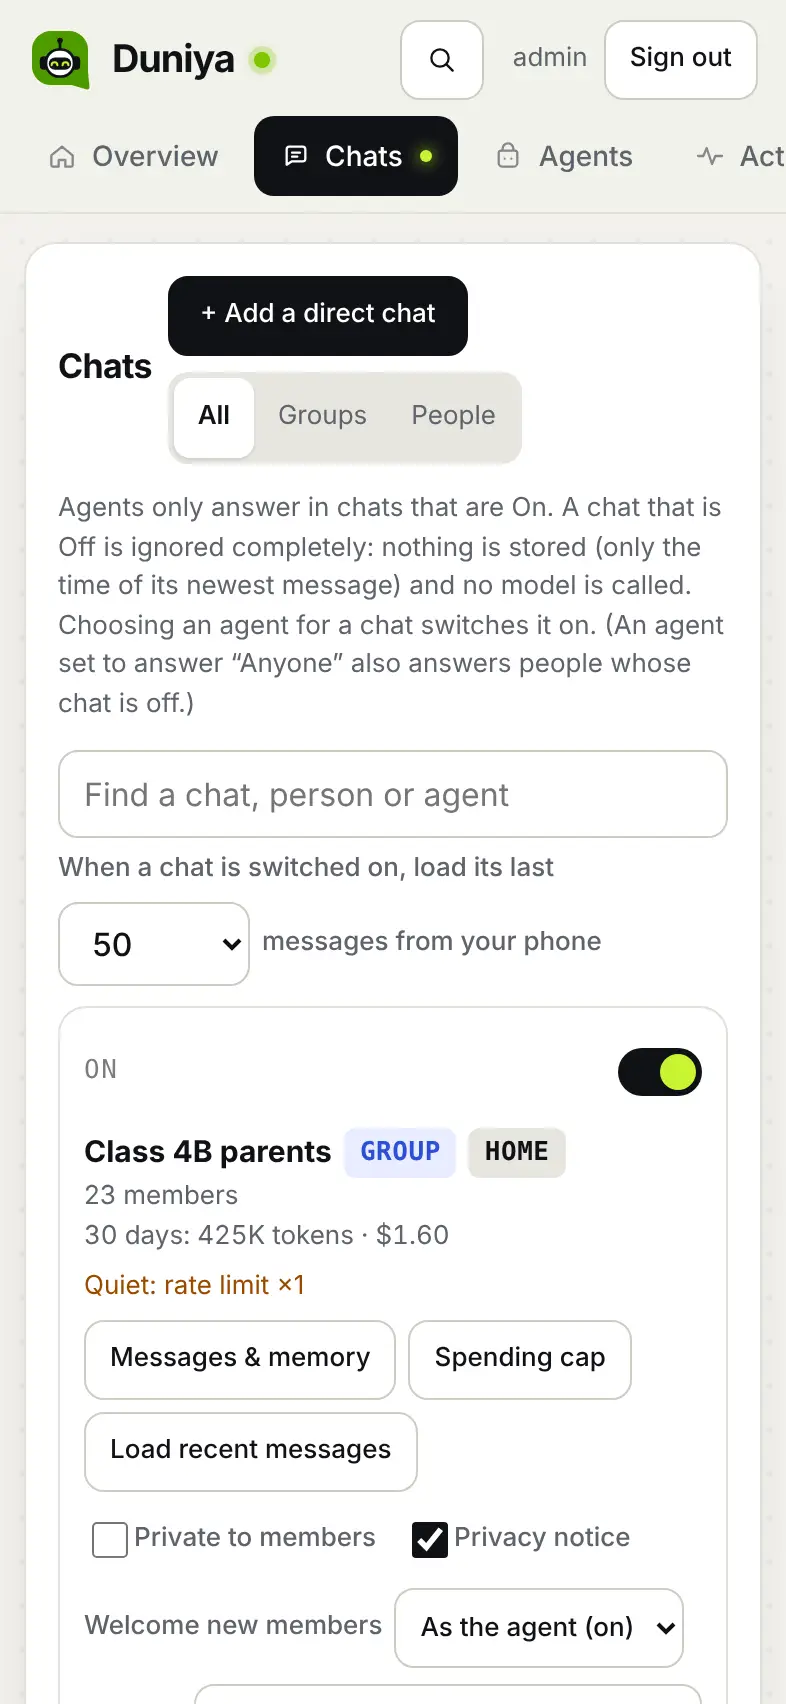 Duniya
admin
Sign out
Overview
Chats
Agents
Act
Chats
+ Add a direct chat
All
Groups
People
Agents only answer in chats that are On. A chat that is
Off is ignored completely: nothing is stored (only the
time of its newest message) and no model is called.
Choosing an agent for a chat switches it on. (An agent
set to answer “Anyone” also answers people whose
chat is off.)
Find a chat, person or agent
When a chat is switched on, load its last
50
messages from your phone
ON
Class 4B parents GROUP HOME
23 members
30 days: 425K tokens · $1.60
Quiet: rate limit ×1
Messages & memory
Spending cap
Load recent messages
Private to members
Privacy notice
Welcome new members
As the agent (on)